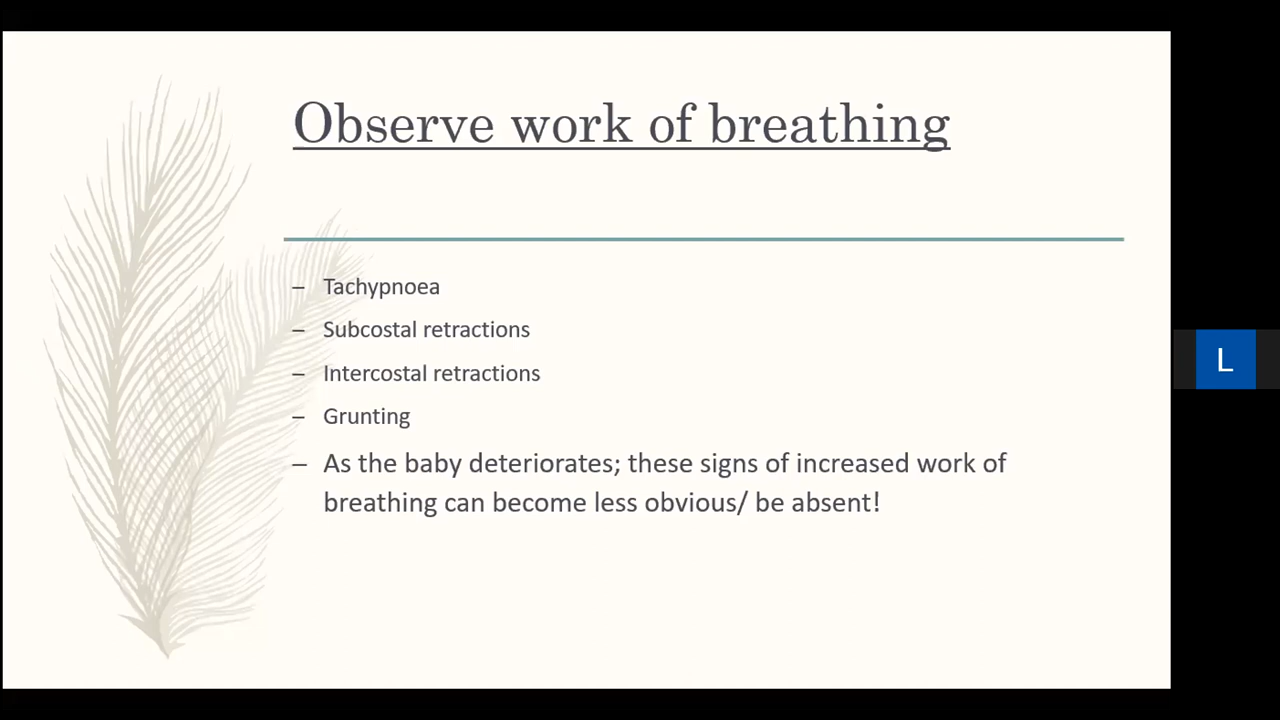 Observe work of breathing
– Tachypnoea
– Subcostal retractions
– Intercostal retractions
– Grunting
– As the baby deteriorates; these signs of increased work of
breathing can become less obvious/ be absent!
L